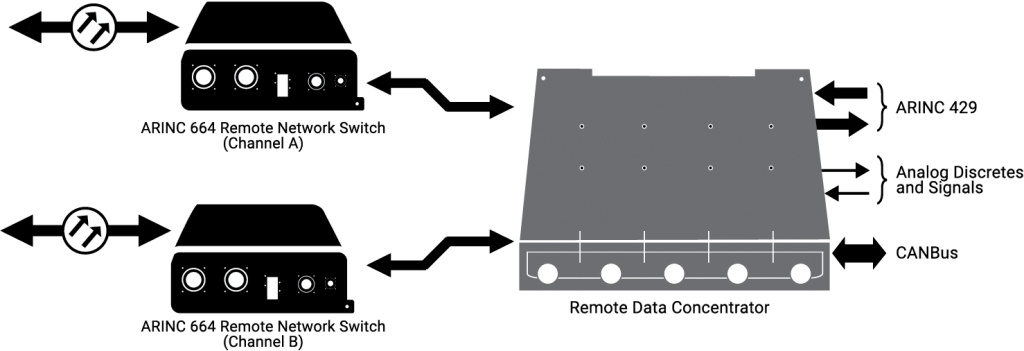 ARINC 664 Remote Network Switch
(Channel A)
ARINC 429
Analog Discretes
and Signals
CANBus
Remote Data Concentrator
ARINC 664 Remote Network Switch
(Channel B)